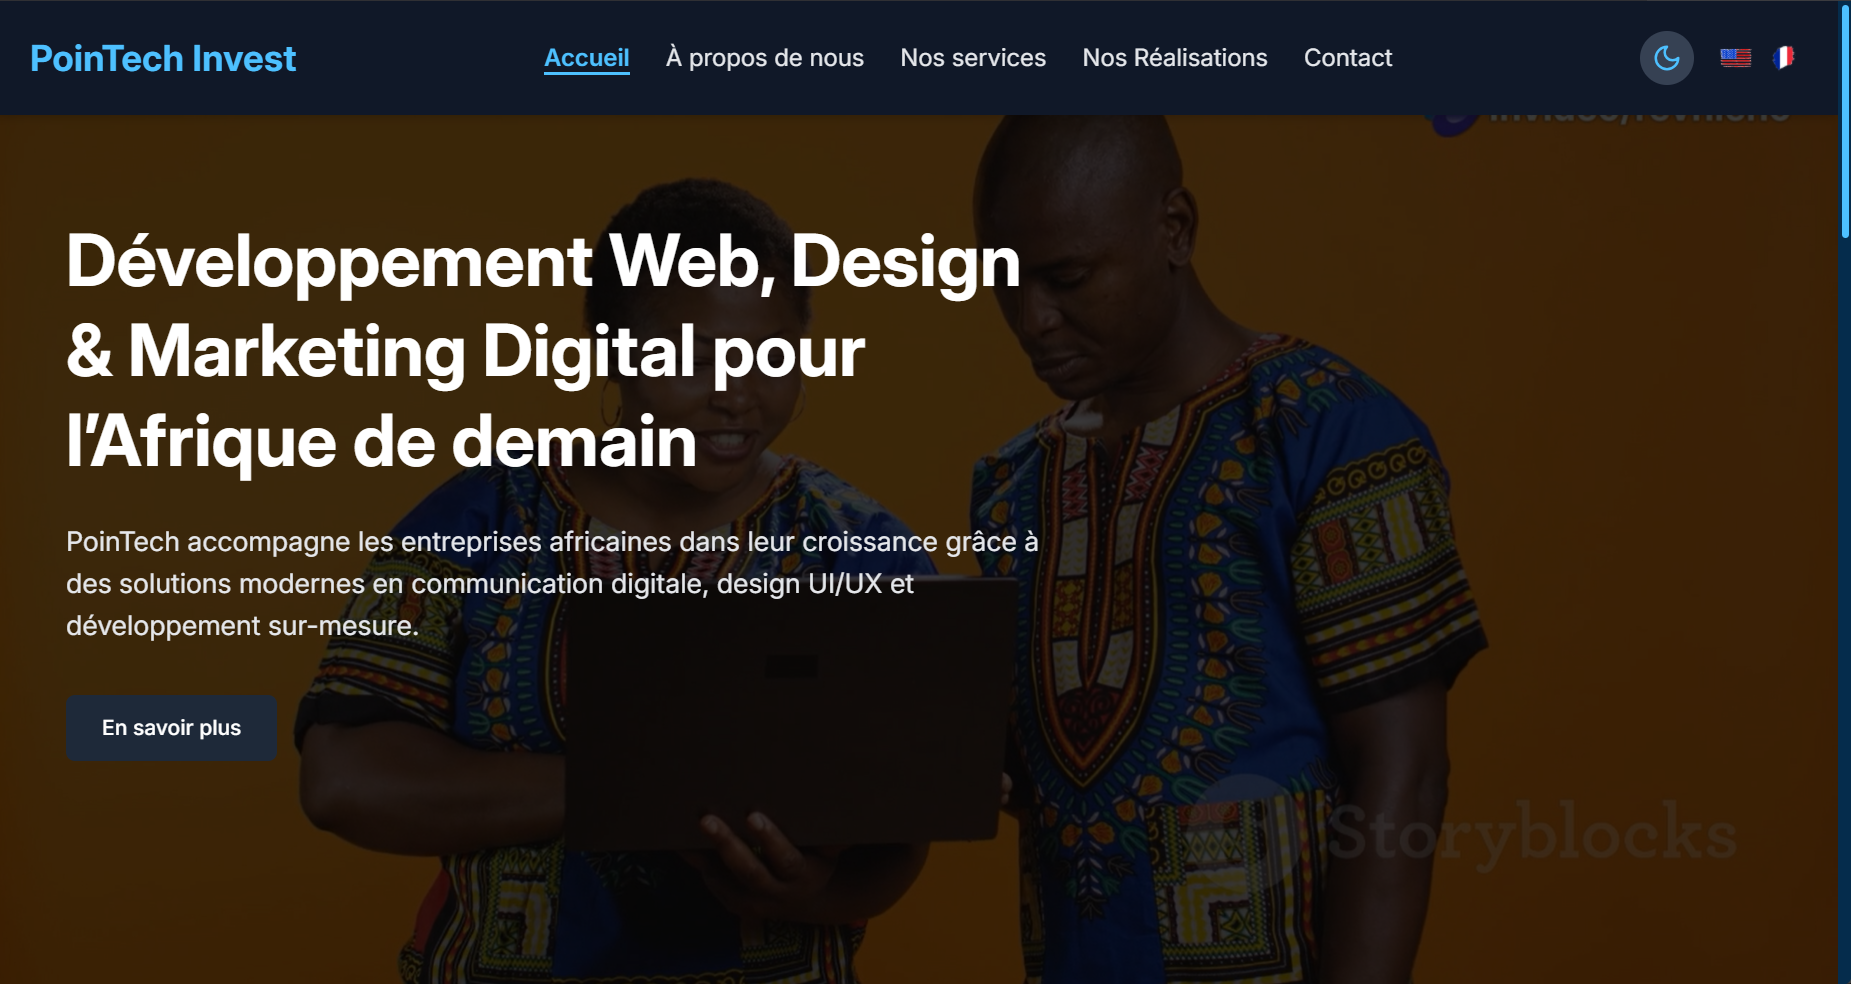 PoinTech Invest
Accueil
À propos de nous
Nos services
Nos Réalisations
Contact
Développement Web, Design
& Marketing Digital pour
l’Afrique de demain
PoinTech accompagne les entreprises africaines dans leur croissance grâce à
des solutions modernes en communication digitale, design UI/UX et
développement sur-mesure.
En savoir plus
Storyblocks